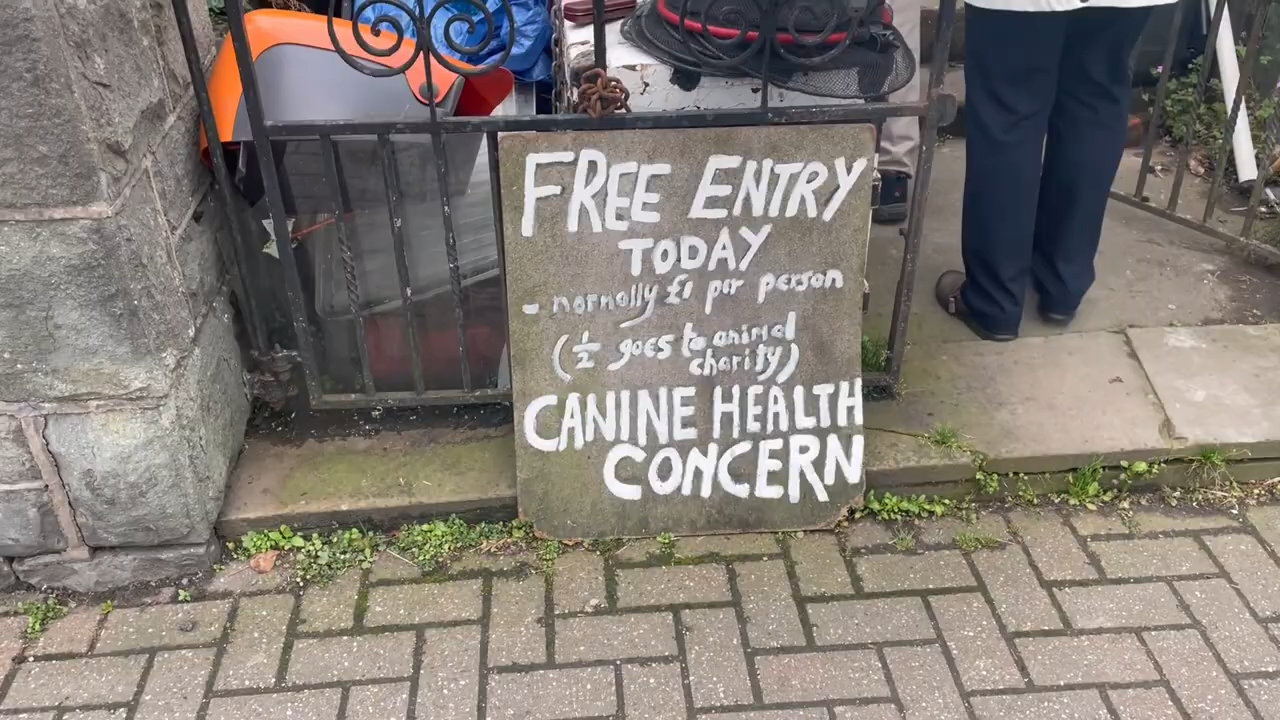 FREE ENTRY
TODAY
- normally £1 per person
(½ goes to animal
charity)
CANINE HEALTH
CONCERN